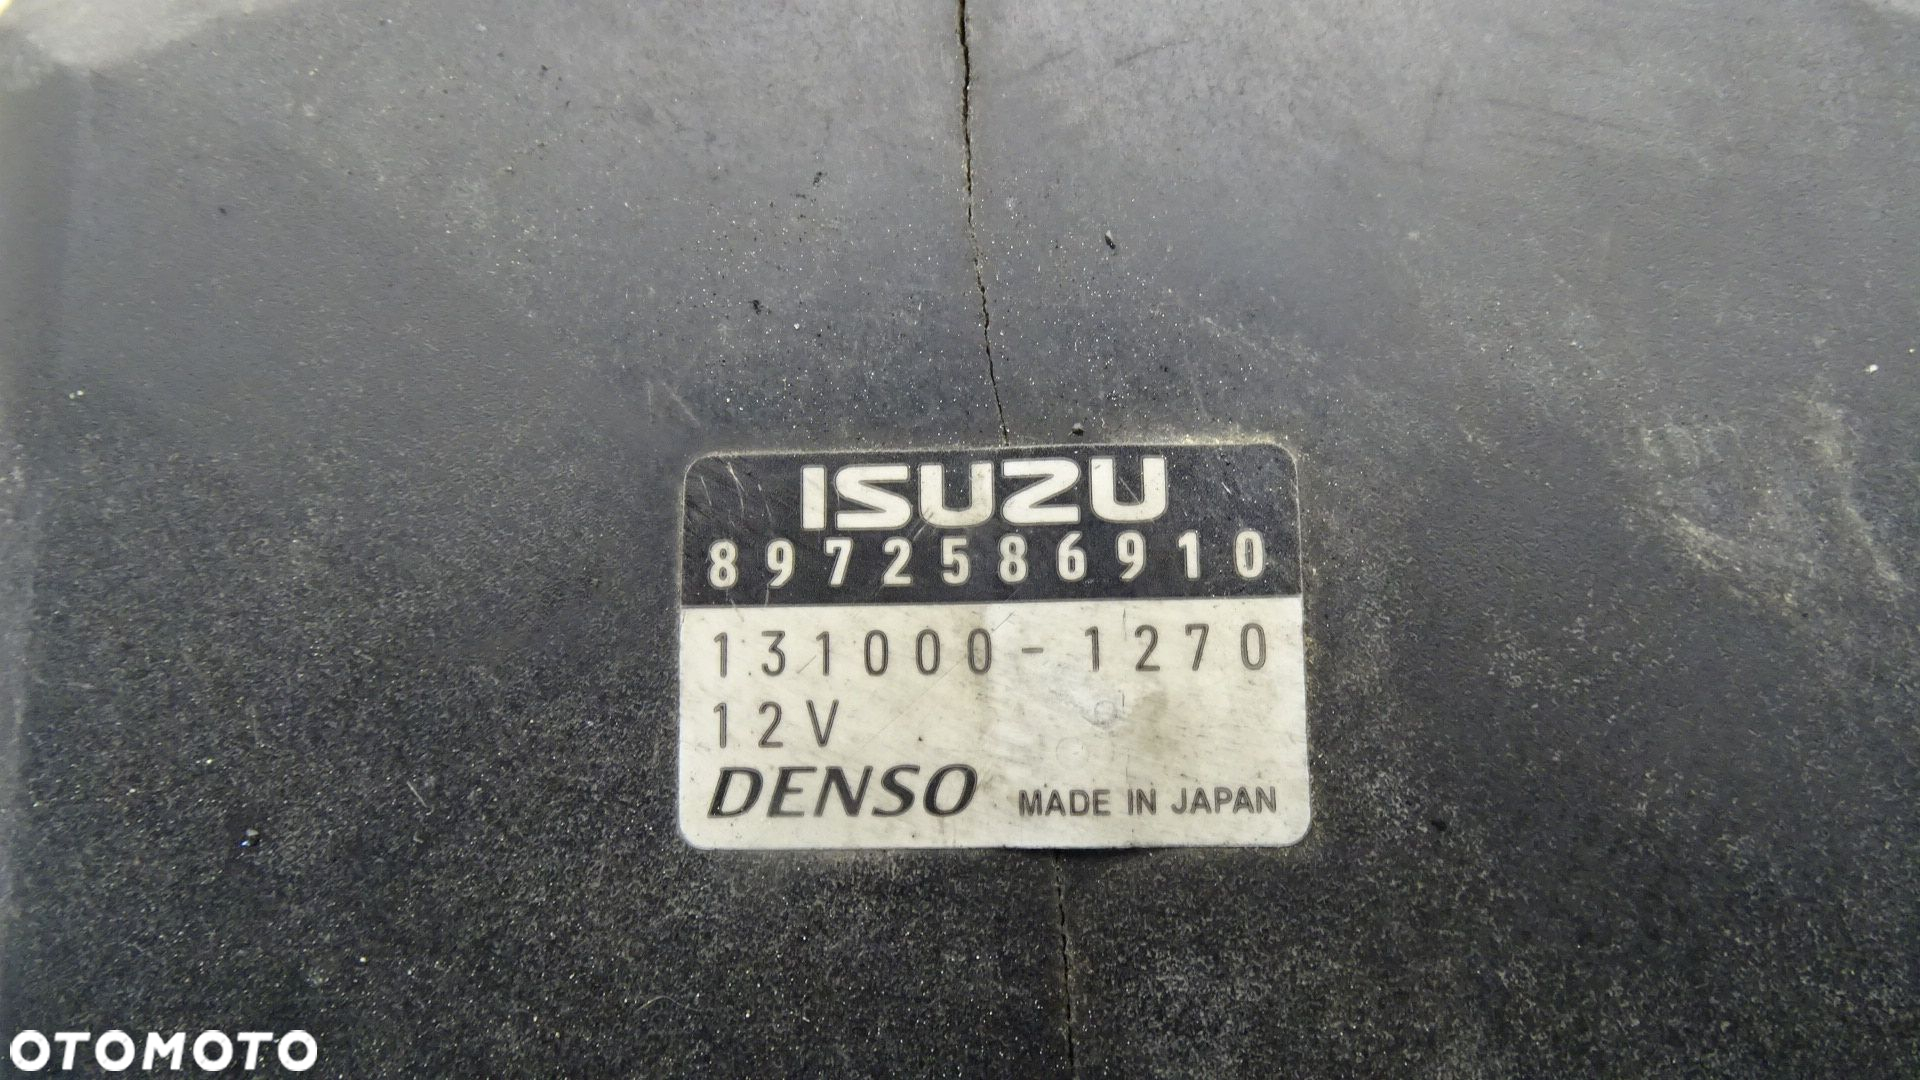 ISUZU
8972586910
131000-1270
12V
DENSO MADE IN JAPAN
OTOMOTO